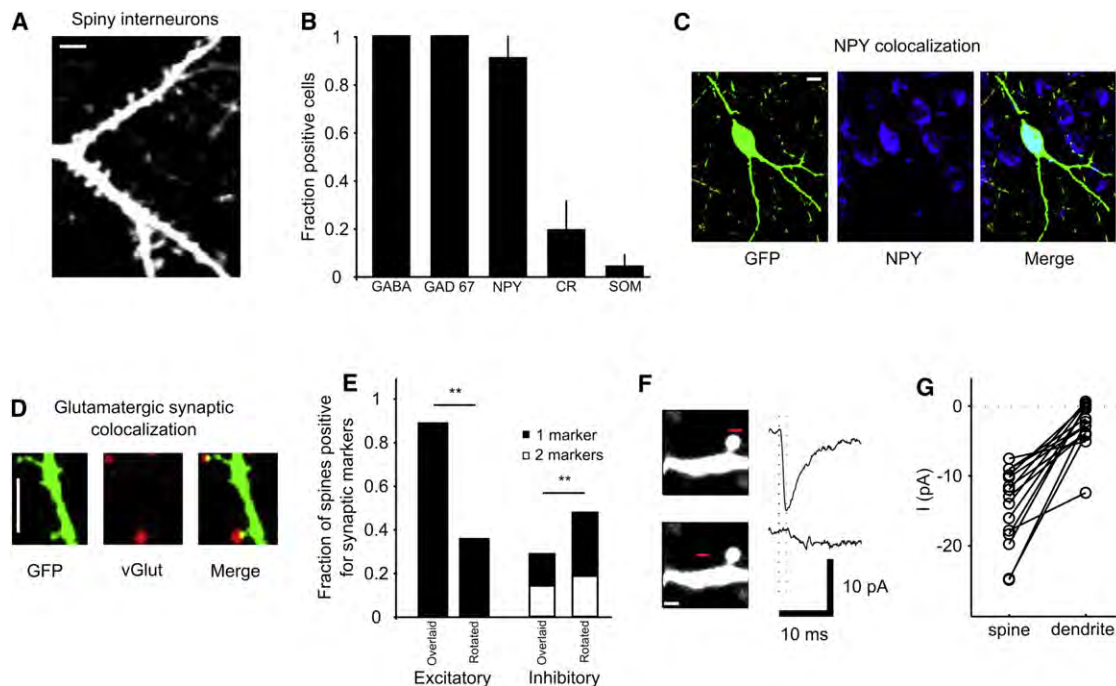 A
Spiny interneurons
B
Fraction positive cells
1
0.8
0.6
0.4
0.2
0
GABA
GAD 67
NPY
CR
SOM
C
NPY colocalization
GFP
NPY
Merge
D
Glutamatergic synaptic
colocalization
GFP
vGlut
Merge
E
Fraction of spines positive
for synaptic markers
1
0.8
0.6
0.4
0.2
0
**
**
1 marker
2 markers
Overlaid
Rotated
Overlaid
Rotated
Excitatory
Inhibitory
F
10 pA
10 ms
G
I (pA)
0
-10
-20
spine
dendrite